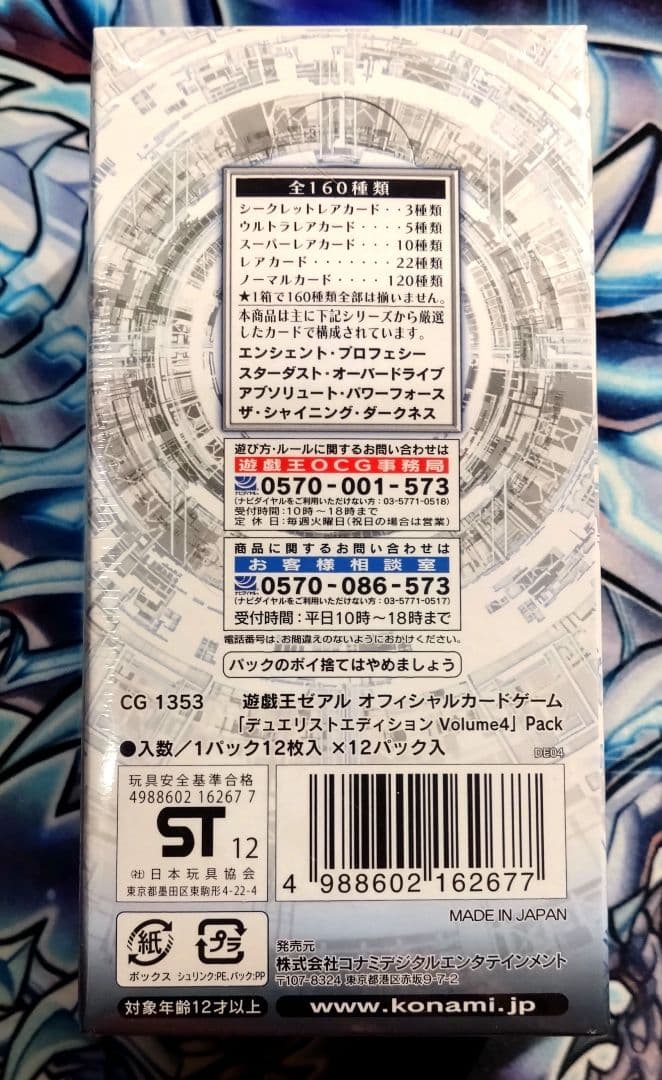 全160種類
シークレットレアカード・・3種類
ウルトラレアカード・・・・5種類
スーパーレアカード・・・10種類
レアカード・・・・・・・22種類
ノーマルカード・・・・・120種類
★1箱で160種類全部は揃いません。
本商品は主に下記シリーズから厳選
したカードで構成されています。
エンシェント・プロフェシー
スターダスト・オーバードライブ
アブソリュート・パワーフォース
ザ・シャイニング・ダークネス
遊び方・ルールに関するお問い合わせは
遊戯王OCG事務局
0570-001-573
(ナビダイヤルをご利用いただけない方：03-5771-0518)
受付時間：10時～18時まで
定休日：毎週火曜日(祝日の場合は営業)
商品に関するお問い合わせは
お客様相談室
0570-086-573
(ナビダイヤルをご利用いただけない方：03-5771-0517)
受付時間：平日10時～18時まで
電話番号は、お間違えのないようにおかけください。
パックのポイ捨てはやめましょう
CG 1353 遊戯王ゼアル オフィシャルカードゲーム
「デュエリストエディション Volume4」 Pack
●入数／1パック12枚入 ×12パック入
DE04
玩具安全基準合格
4988602 16267 7
ST 12
(社)日本玩具協会
東京都墨田区東駒形4-22-4
4 988602 162677
MADE IN JAPAN
紙
ボックス
プラ
シュリンク:PE、パック:PP
発売元
株式会社コナミデジタルエンタテインメント
〒107-8324 東京都港区赤坂9-7-2
対象年齢12才以上
www.konami.jp